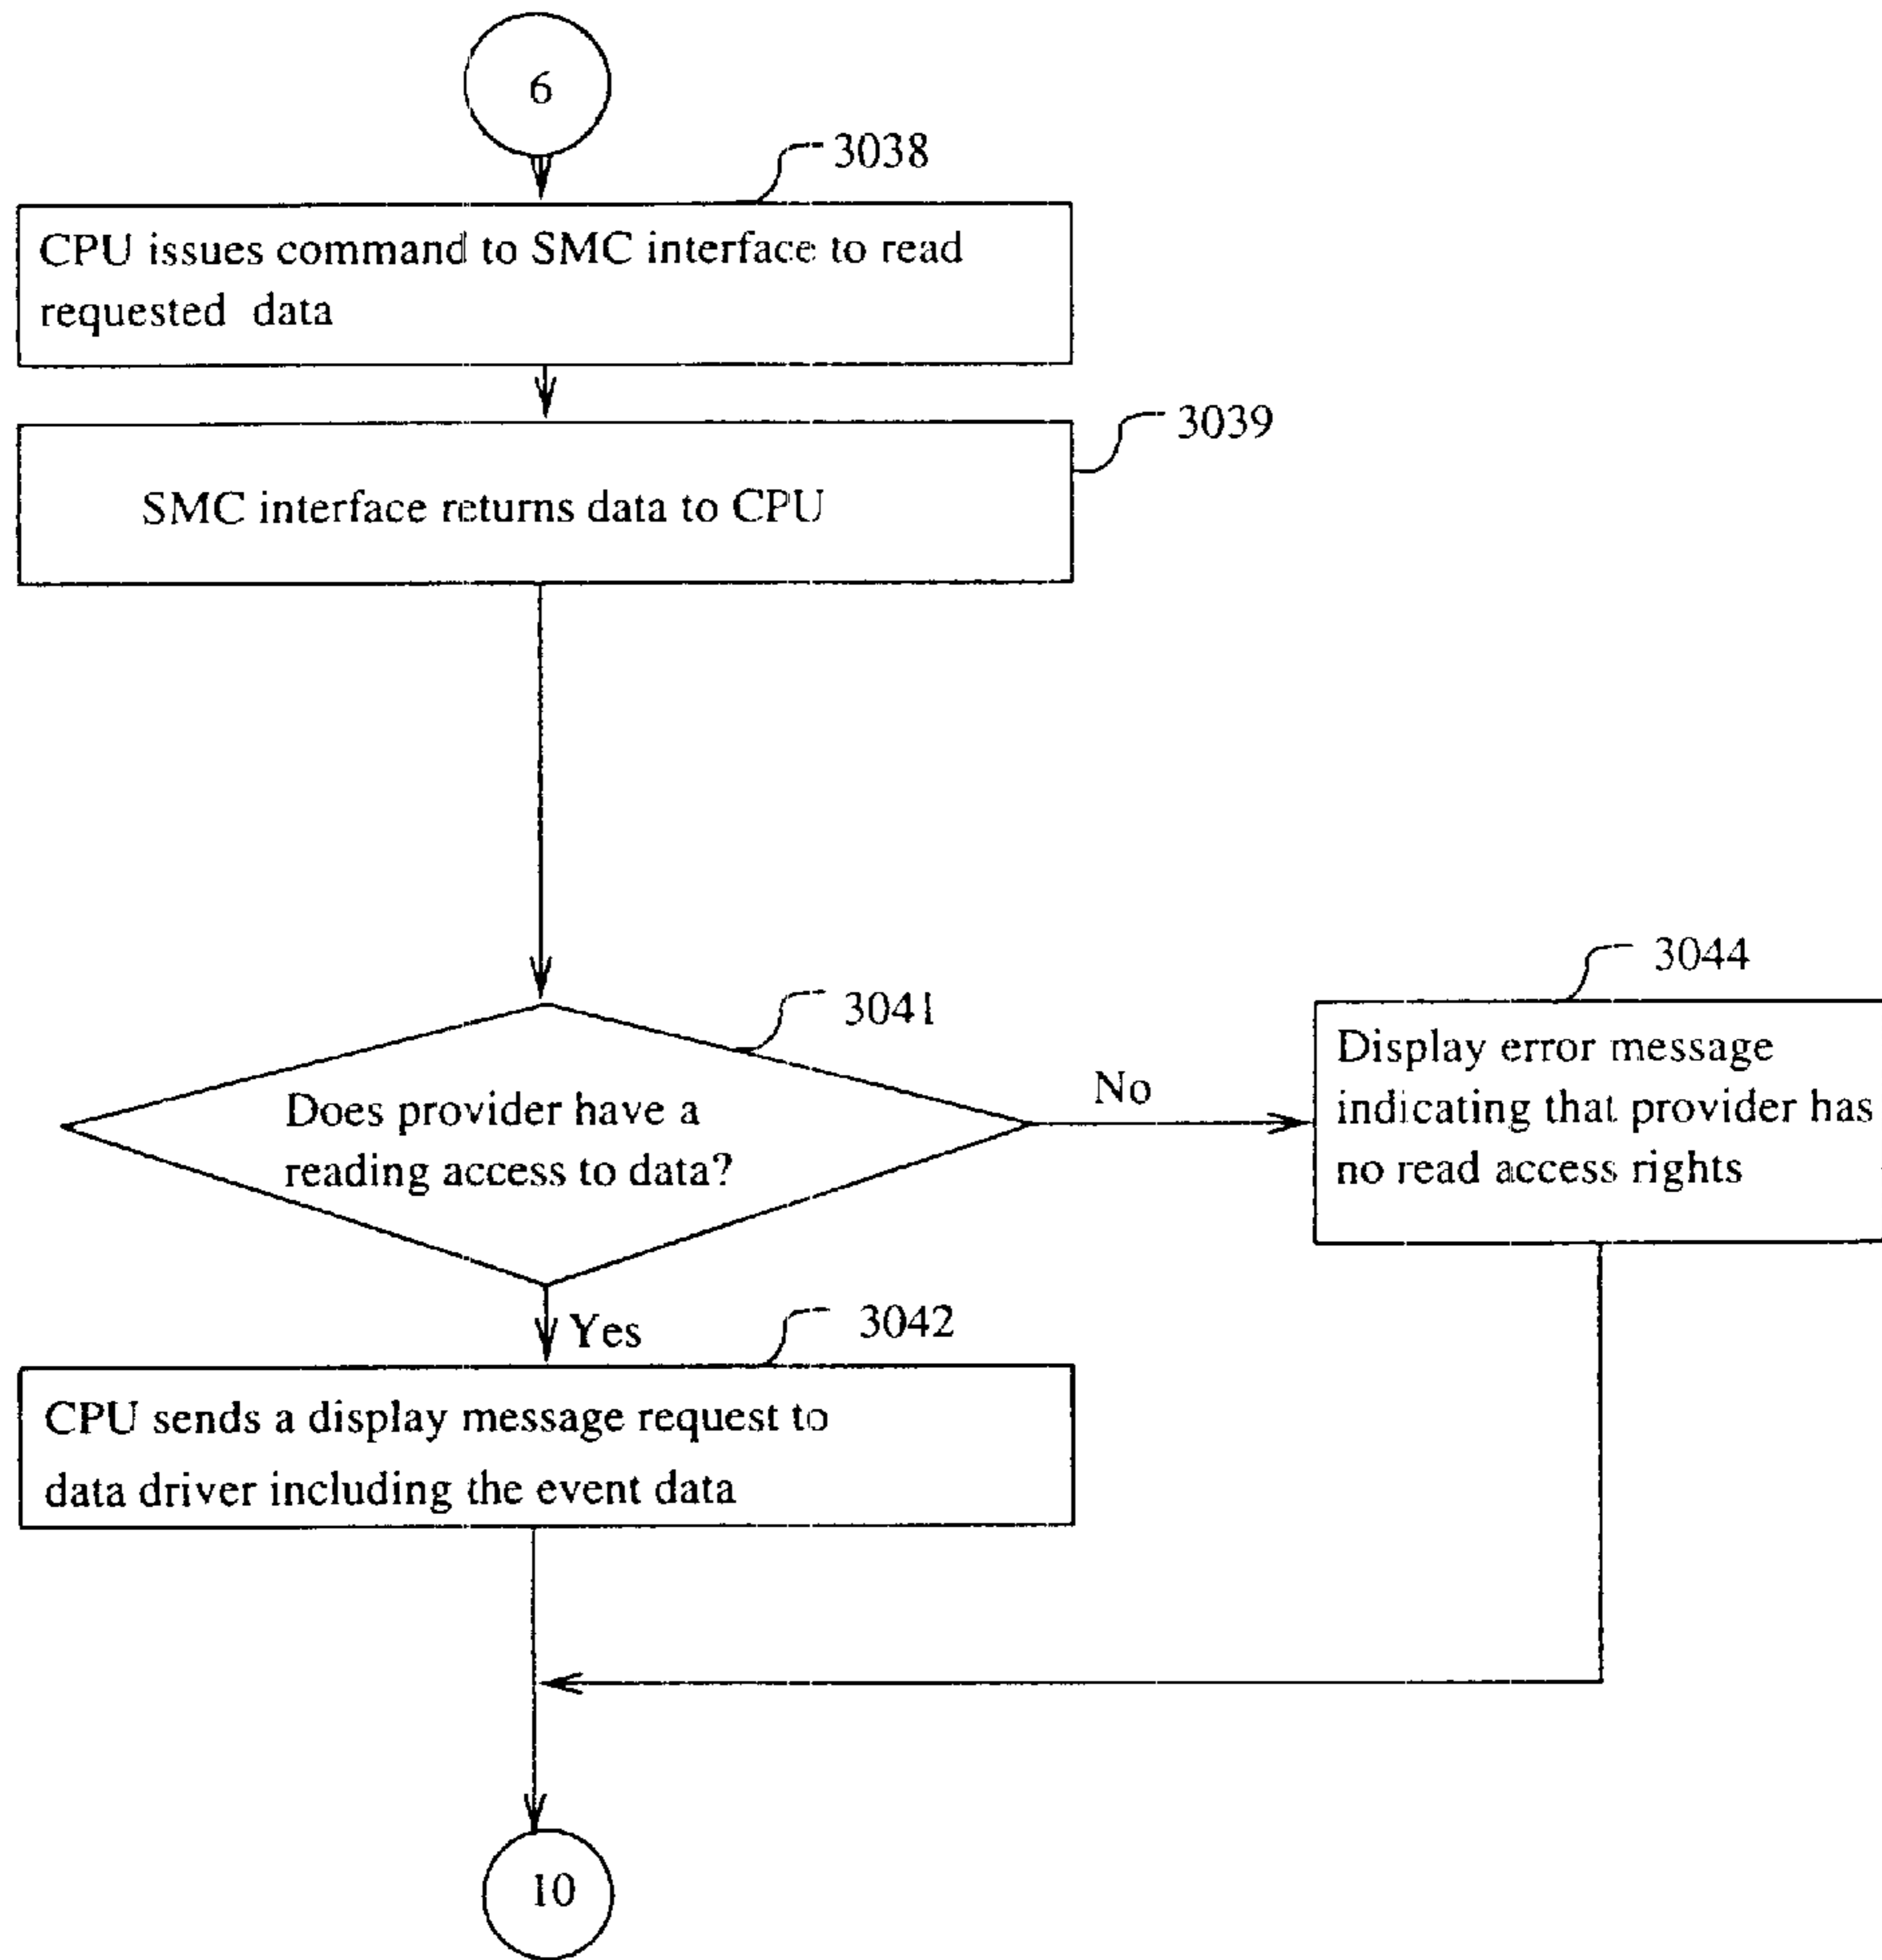 6
3038
CPU issues command to SMC interface to read
requested data
3039
SMC interface returns data to CPU
3041
Does provider have a
reading access to data?
No
3044
Display error message
indicating that provider has
no read access rights
Yes
3042
CPU sends a display message request to
data driver including the event data
10